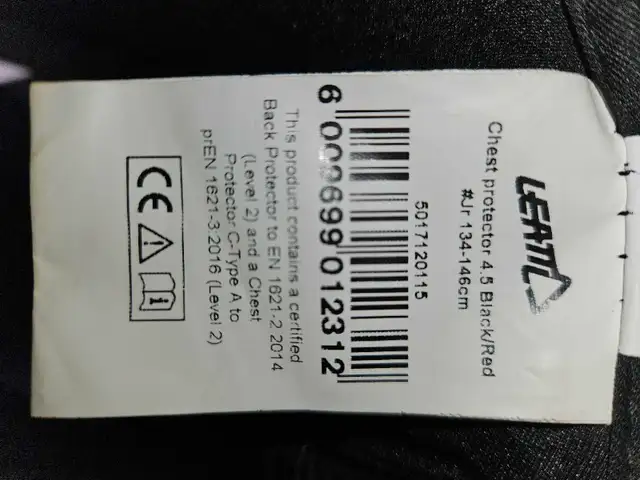 LEATT
Chest protector 4.5 Black/Red
#Jr 134-146cm
5017120115
6 009699 012312
This product contains a certified
Back Protector to EN 1621-2:2014
(Level 2) and a Chest
Protector C-Type A to
prEN 1621-3:2016 (Level 2)
CE